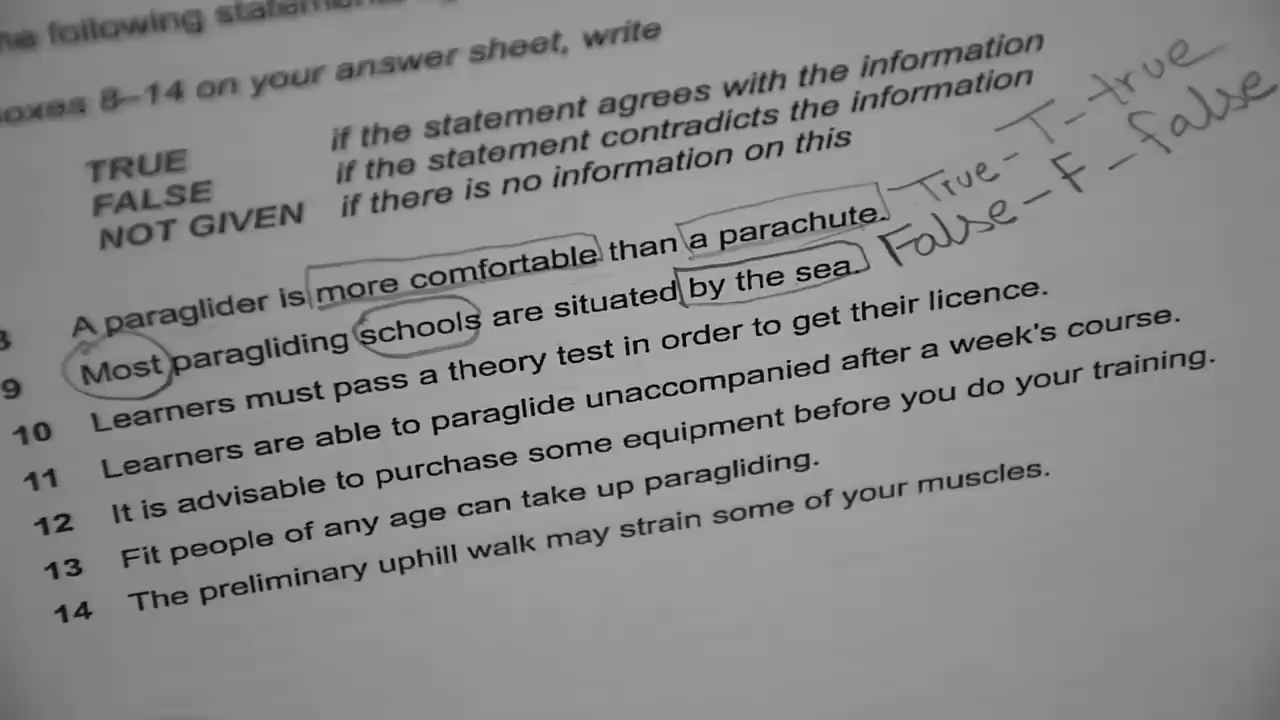 the following statements
boxes 8–14 on your answer sheet, write
TRUE if the statement agrees with the information
FALSE if the statement contradicts the information
NOT GIVEN if there is no information on this
True - T - true
False - F - false
8 A paraglider is more comfortable than a parachute.
9 Most paragliding schools are situated by the sea.
10 Learners must pass a theory test in order to get their licence.
11 Learners are able to paraglide unaccompanied after a week's course.
12 It is advisable to purchase some equipment before you do your training.
13 Fit people of any age can take up paragliding.
14 The preliminary uphill walk may strain some of your muscles.